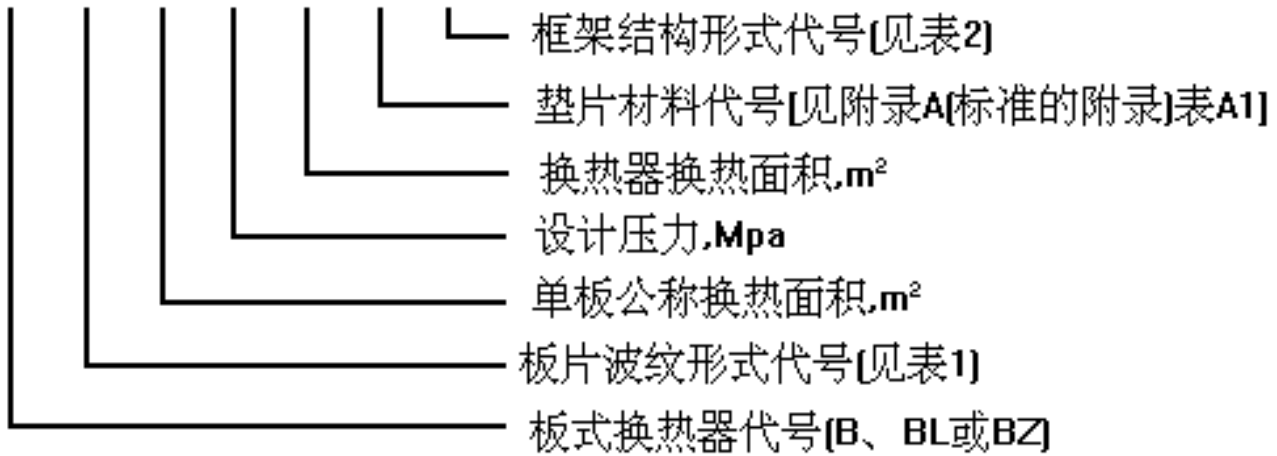 框架结构形式代号(见表2)
垫片材料代号[见附录A(标准的附录)表A1]
换热器换热面积,m²
设计压力,Mpa
单板公称换热面积,m²
板片波纹形式代号(见表1)
板式换热器代号(B、BL或BZ)